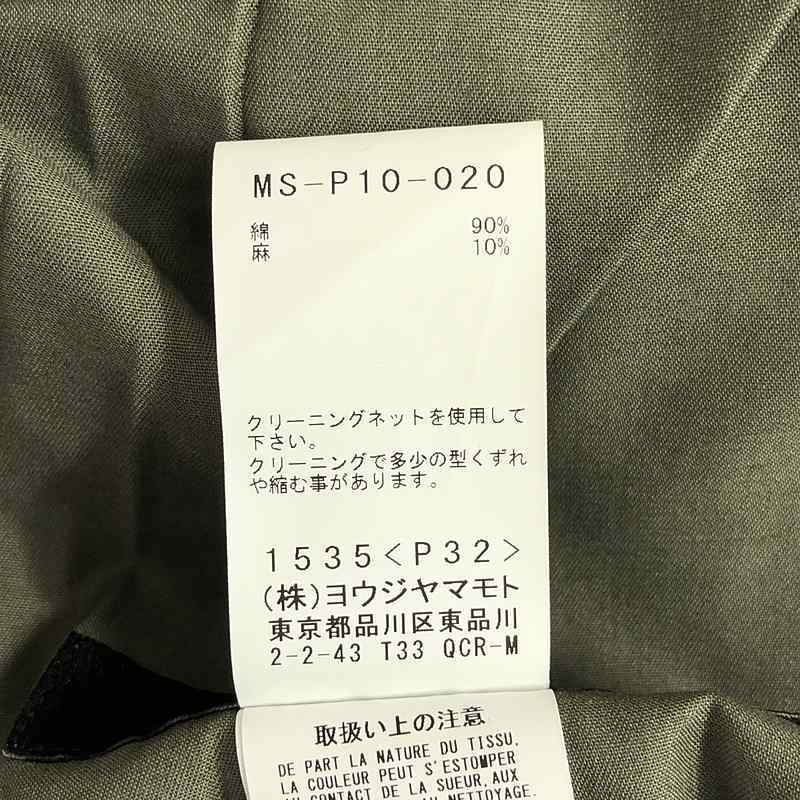 MS-P10-020
綿 90%
麻 10%
クリーニングネットを使用して
下さい。
クリーニングで多少の型くずれ
や縮む事があります。
1535<P32>
(株)ヨウジヤマモト
東京都品川区東品川
2-2-43 T33 QCR-M
取扱い上の注意
DE PART LA NATURE DU TISSU,
LA COULEUR PEUT S'ESTOMPER
AU CONTACT DE LA SUEUR,AUX
AU NETTOYAGE.